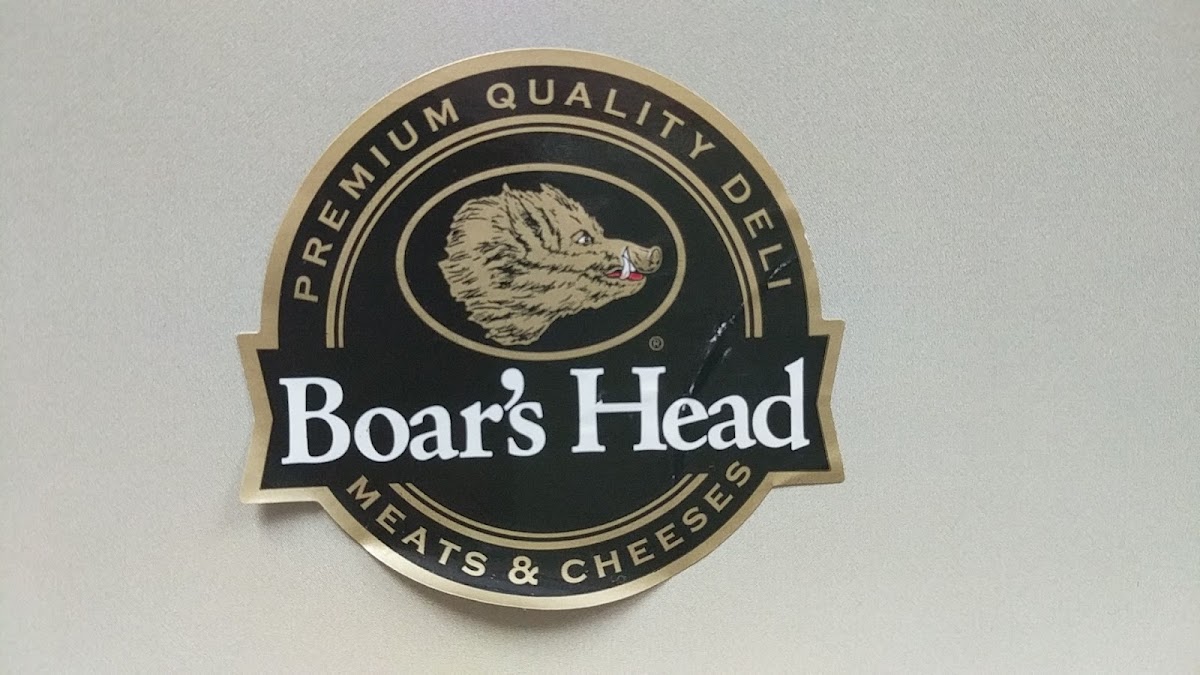 PREMIUM QUALITY DELI
®
Boar's Head
MEATS & CHEESES